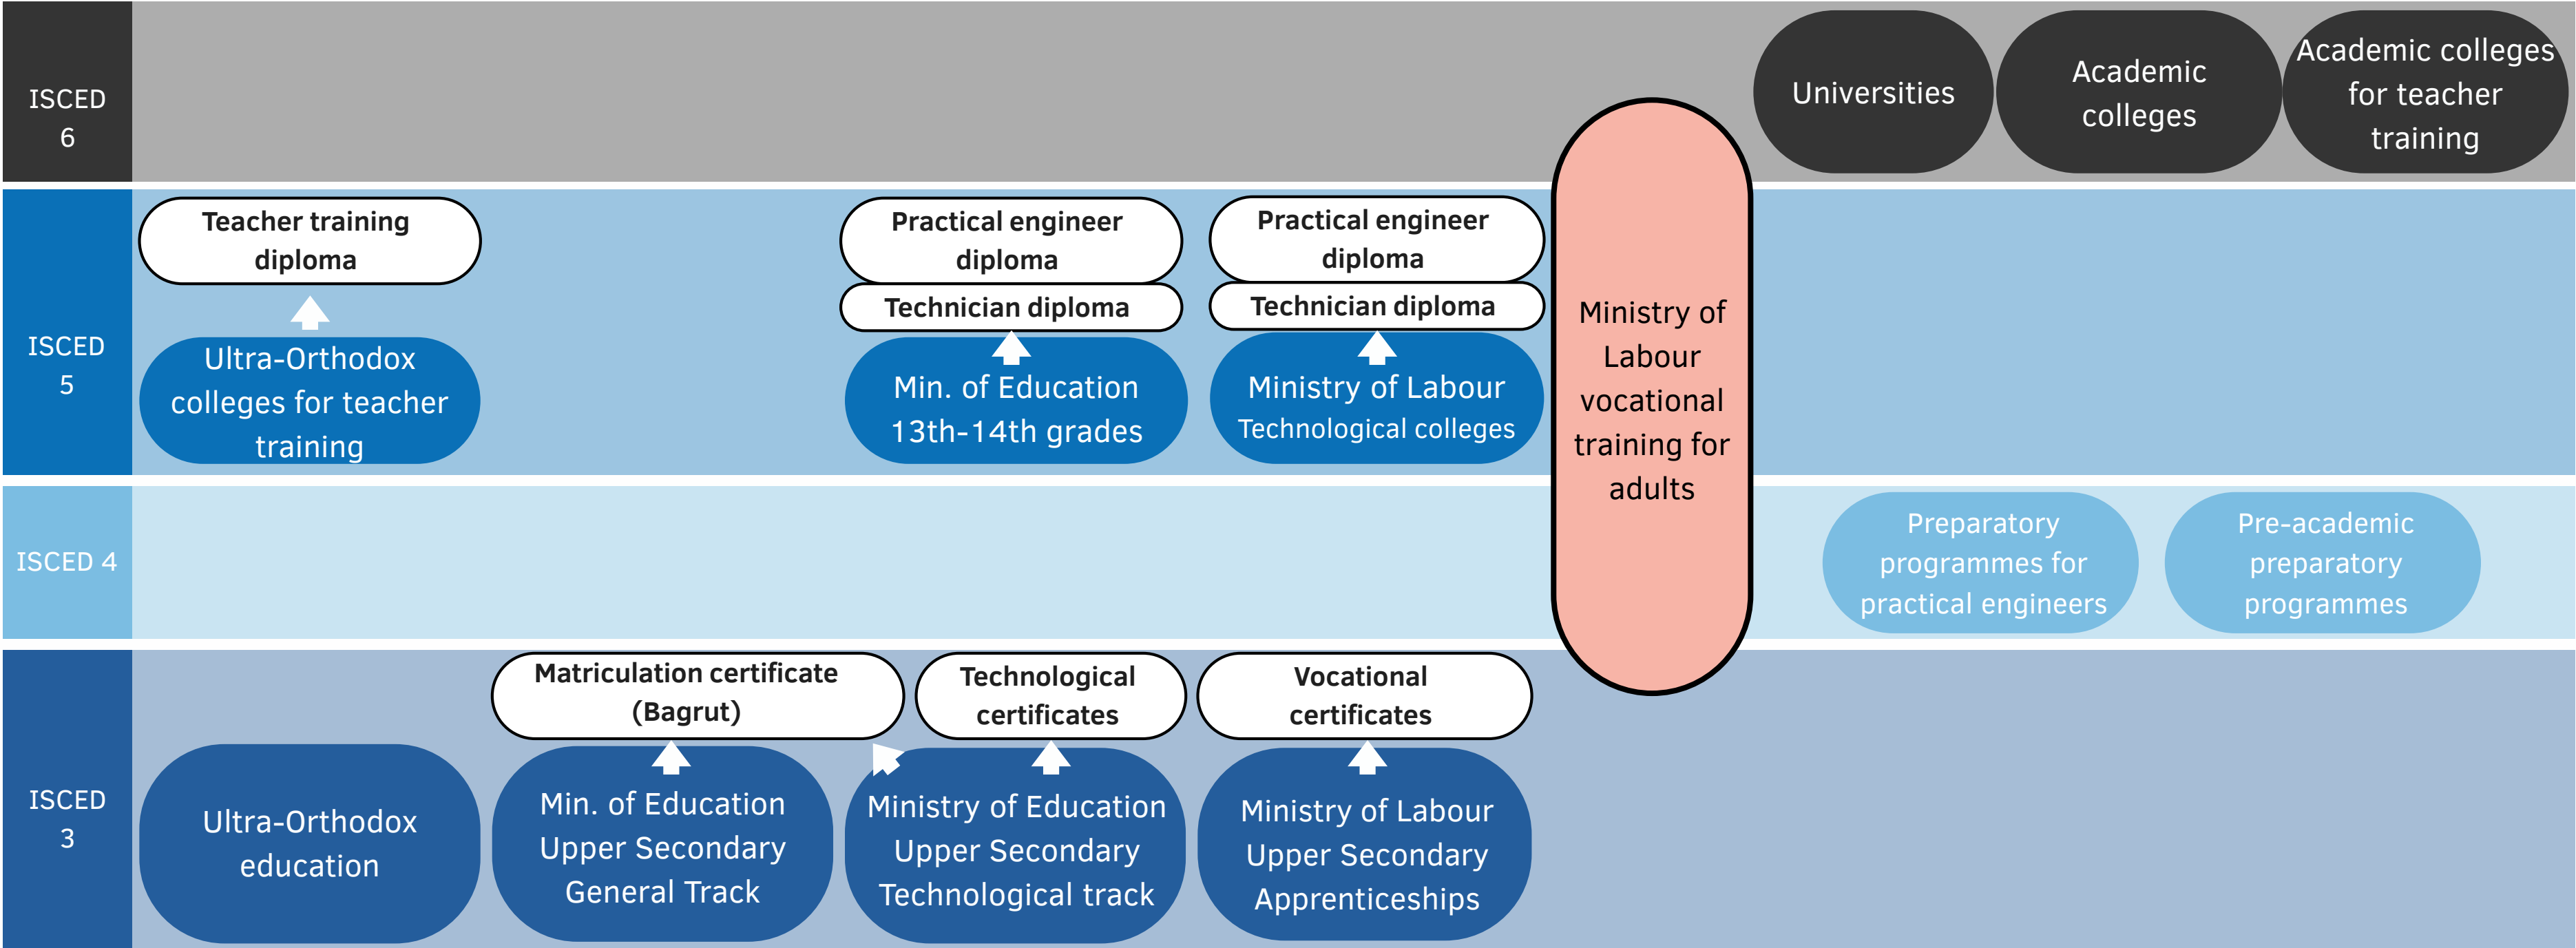 ISCED
6
Universities
Academic
colleges
Academic colleges
for teacher
training
ISCED
5
Teacher training
diploma
Ultra-Orthodox
colleges for teacher
training
Practical engineer
diploma
Technician diploma
Min. of Education
13th-14th grades
Practical engineer
diploma
Technician diploma
Ministry of Labour
Technological colleges
Ministry of
Labour
vocational
training for
adults
ISCED 4
Preparatory
programmes for
practical engineers
Pre-academic
preparatory
programmes
ISCED
3
Ultra-Orthodox
education
Matriculation certificate
(Bagrut)
Min. of Education
Upper Secondary
General Track
Technological
certificates
Ministry of Education
Upper Secondary
Technological track
Vocational
certificates
Ministry of Labour
Upper Secondary
Apprenticeships